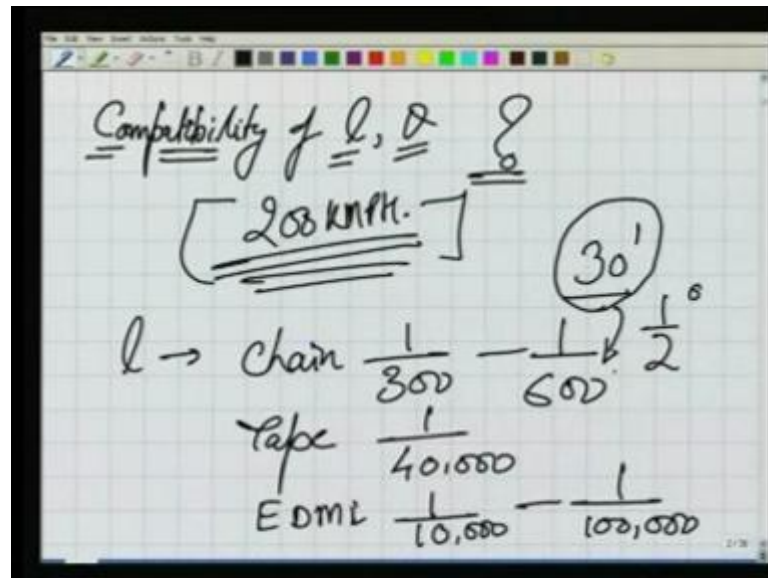 Compatibility of l, θ ?
[200 KMPH.]
30' 1/2°
l → Chain 1/300 - 1/600
Tape 1/40,000
EDMI 1/10,000 - 1/100,000